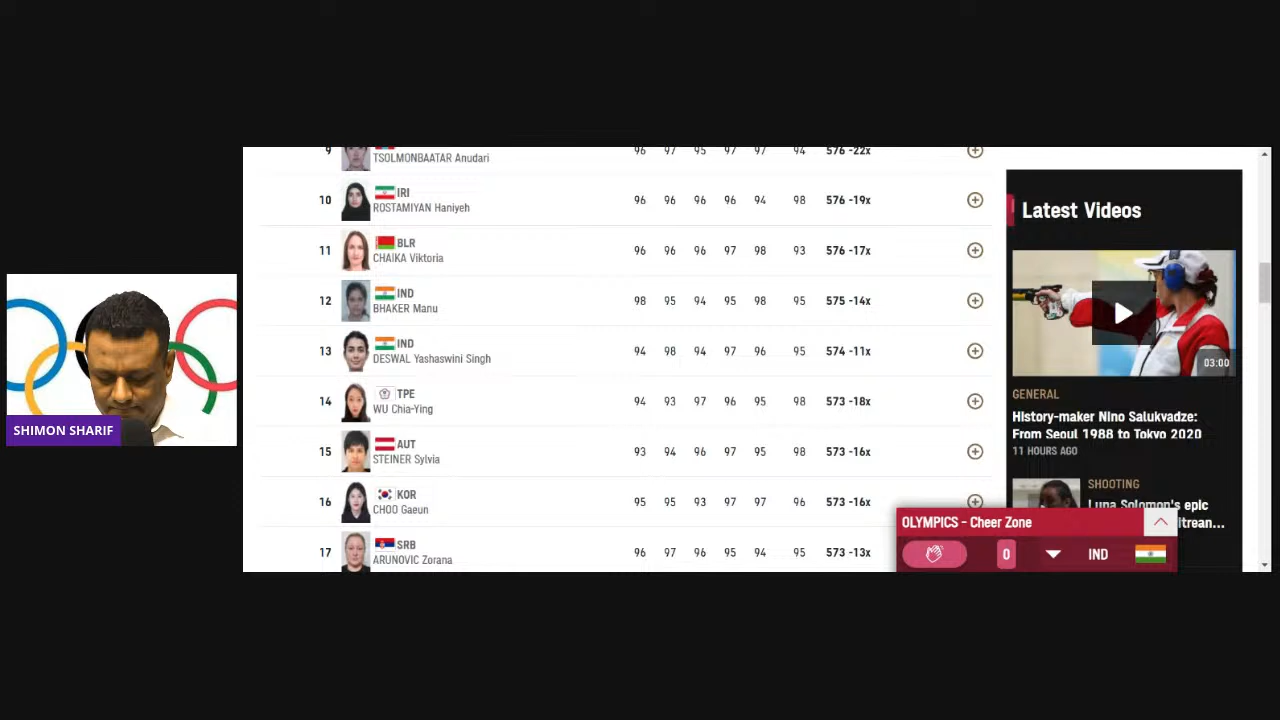 9
TSOLMONBAATAR Anudari
96 97 95 97 97 94 576 -22x
10 IRI
ROSTAMIYAN Haniyeh
96 96 96 96 94 98 576 -19x
11 BLR
CHAIKA Viktoria
96 96 96 97 98 93 576 -17x
12 IND
BHAKER Manu
98 95 94 95 98 95 575 -14x
13 IND
DESWAL Yashaswini Singh
94 98 94 97 96 95 574 -11x
14 TPE
WU Chia-Ying
94 93 97 96 95 98 573 -18x
15 AUT
STEINER Sylvia
93 94 96 97 95 98 573 -16x
16 KOR
CHOO Gaeun
95 95 93 97 97 96 573 -16x
17 SRB
ARUNOVIC Zorana
96 97 96 95 94 95 573 -13x
SHIMON SHARIF
Latest Videos
03:00
GENERAL
History-maker Nino Salukvadze:
From Seoul 1988 to Tokyo 2020
11 HOURS AGO
SHOOTING
Luna Solomon's epic
itrean...
OLYMPICS - Cheer Zone
0 IND